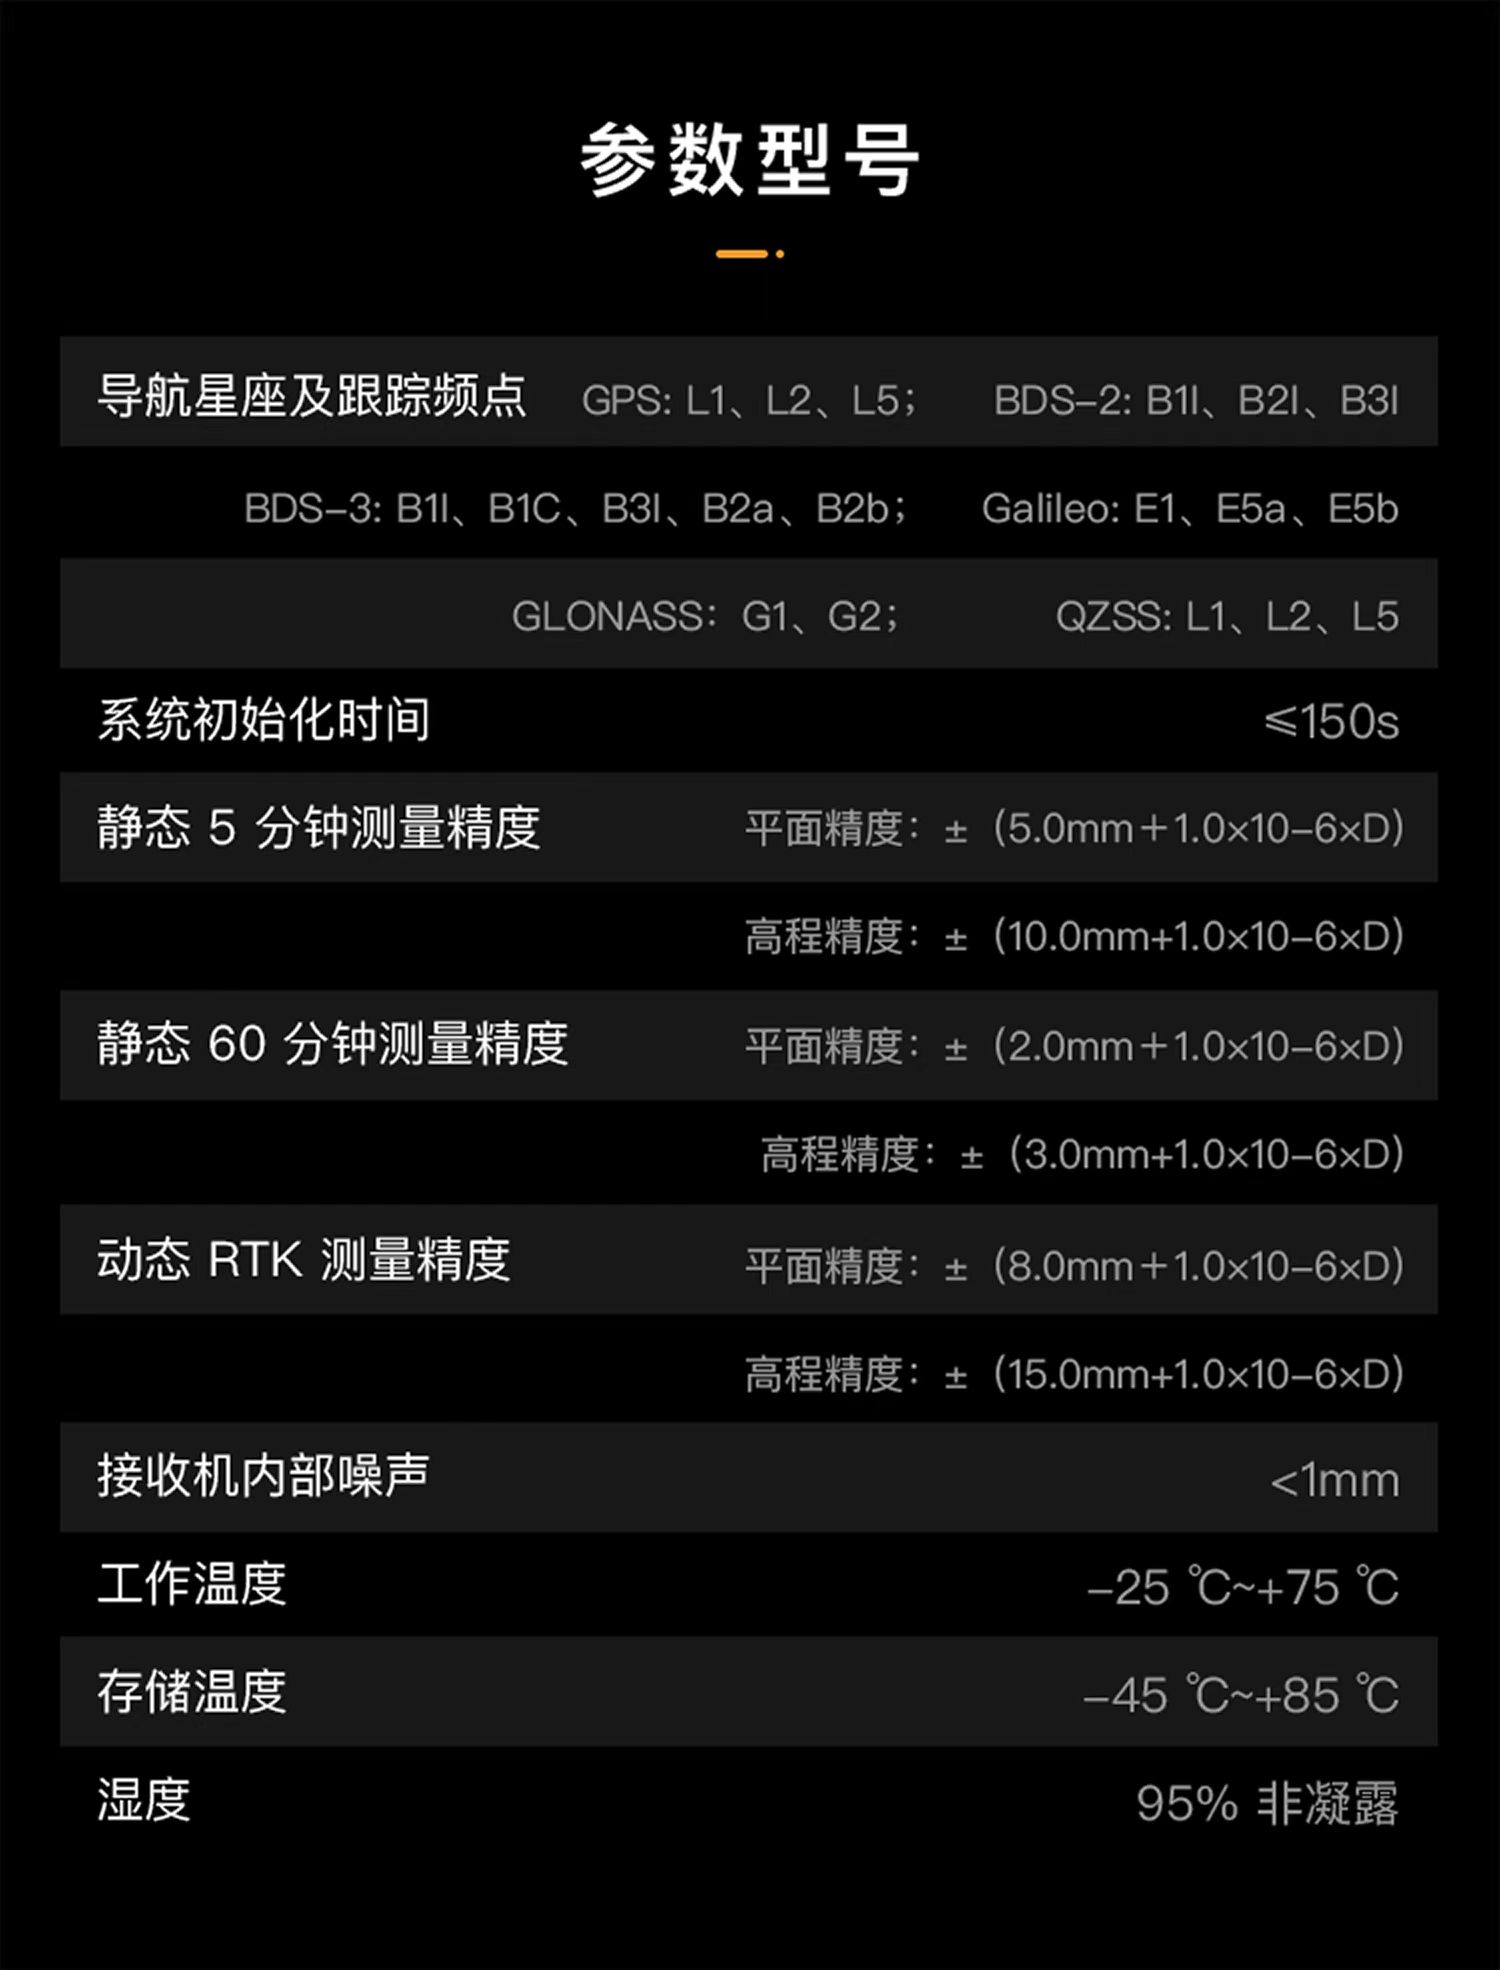 参数型号
导航星座及跟踪频点 GPS: L1、L2、L5； BDS-2: B1I、B2I、B3I
BDS-3: B1I、B1C、B3I、B2a、B2b； Galileo: E1、E5a、E5b
GLONASS：G1、G2； QZSS: L1、L2、L5
系统初始化时间 ≤150s
静态 5 分钟测量精度 平面精度：±（5.0mm＋1.0×10-6×D）
高程精度：±（10.0mm+1.0×10-6×D）
静态 60 分钟测量精度 平面精度：±（2.0mm＋1.0×10-6×D）
高程精度：±（3.0mm+1.0×10-6×D）
动态 RTK 测量精度 平面精度：±（8.0mm＋1.0×10-6×D）
高程精度：±（15.0mm+1.0×10-6×D）
接收机内部噪声 <1mm
工作温度 -25 ℃~+75 ℃
存储温度 -45 ℃~+85 ℃
湿度 95% 非凝露